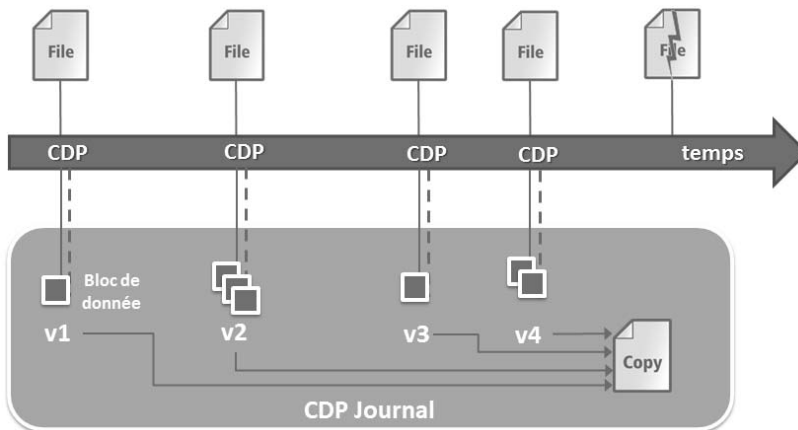 File
File
File
File
File
CDP
CDP
CDP
CDP
temps
Bloc de
donnée
v1
v2
v3
v4
Copy
CDP Journal